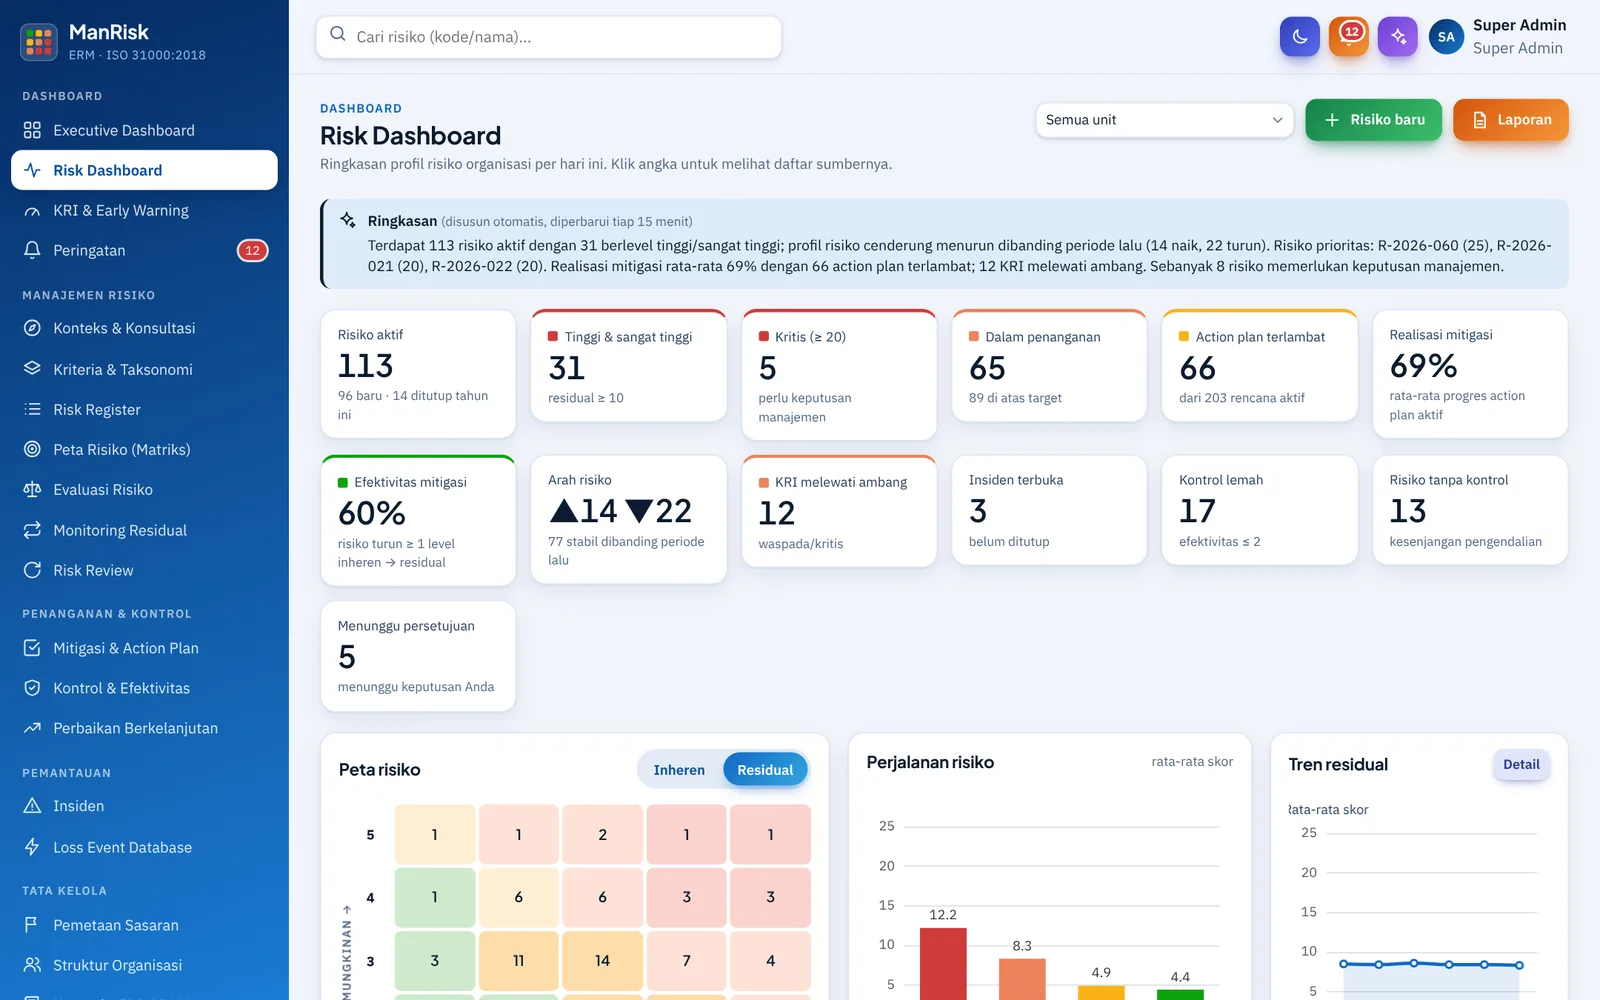 ManRisk
ERM · ISO 31000:2018
DASHBOARD
Executive Dashboard
Risk Dashboard
KRI & Early Warning
Peringatan
12
MANAJEMEN RISIKO
Konteks & Konsultasi
Kriteria & Taksonomi
Risk Register
Peta Risiko (Matriks)
Evaluasi Risiko
Monitoring Residual
Risk Review
PENANGANAN & KONTROL
Mitigasi & Action Plan
Kontrol & Efektivitas
Perbaikan Berkelanjutan
PEMANTAUAN
Insiden
Loss Event Database
TATA KELOLA
Pemetaan Sasaran
Struktur Organisasi
Cari risiko (kode/nama)...
12
SA
Super Admin
Super Admin
DASHBOARD
Risk Dashboard
Ringkasan profil risiko organisasi per hari ini. Klik angka untuk melihat daftar sumbernya.
Semua unit
Risiko baru
Laporan
Ringkasan (disusun otomatis, diperbarui tiap 15 menit)
Terdapat 113 risiko aktif dengan 31 berlevel tinggi/sangat tinggi; profil risiko cenderung menurun dibanding periode lalu (14 naik, 22 turun). Risiko prioritas: R-2026-060 (25), R-2026-
021 (20), R-2026-022 (20). Realisasi mitigasi rata-rata 69% dengan 66 action plan terlambat; 12 KRI melewati ambang. Sebanyak 8 risiko memerlukan keputusan manajemen.
Risiko aktif
113
96 baru · 14 ditutup tahun
ini
Tinggi & sangat tinggi
31
residual ≥ 10
Kritis (≥ 20)
5
perlu keputusan
manajemen
Dalam penanganan
65
89 di atas target
Action plan terlambat
66
dari 203 rencana aktif
Realisasi mitigasi
69%
rata-rata progres action
plan aktif
Efektivitas mitigasi
60%
risiko turun ≥ 1 level
inheren → residual
Arah risiko
▲14 ▼22
77 stabil dibanding periode
lalu
KRI melewati ambang
12
waspada/kritis
Insiden terbuka
3
belum ditutup
Kontrol lemah
17
efektivitas ≤ 2
Risiko tanpa kontrol
13
kesenjangan pengendalian
Menunggu persetujuan
5
menunggu keputusan Anda
Peta risiko
Inheren
Residual
5 1 1 2 1 1
4 1 6 6 3 3
3 3 11 14 7 4
Perjalanan risiko
rata-rata skor
25
20
15
10
5
12.2
8.3
4.9
4.4
Tren residual
Detail
rata-rata skor
25
20
15
10
5